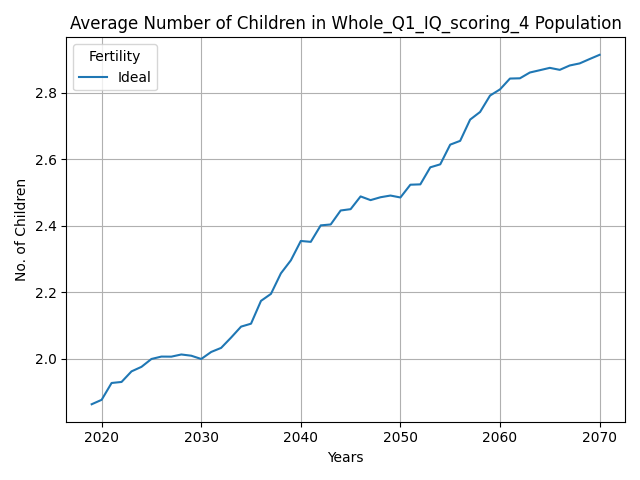 Average Number of Children in Whole_Q1_IQ_scoring_4 Population
Fertility
Ideal
No. of Children
2.8
2.6
2.4
2.2
2.0
2020 2030 2040 2050 2060 2070
Years